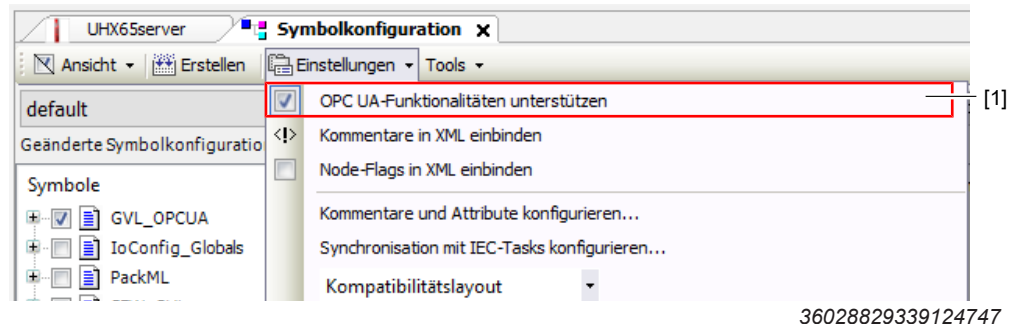 UHX65server Symbolkonfiguration x
Ansicht Erstellen Einstellungen Tools
default
OPC UA-Funktionalitäten unterstützen [1]
Geänderte Symbolkonfiguratio
Kommentare in XML einbinden
Node-Flags in XML einbinden
Symbole
GVL_OPCUA
Kommentare und Attribute konfigurieren...
IoConfig_Globals
Synchronisation mit IEC-Tasks konfigurieren...
PackML
Kompatibilitätslayout
36028829339124747